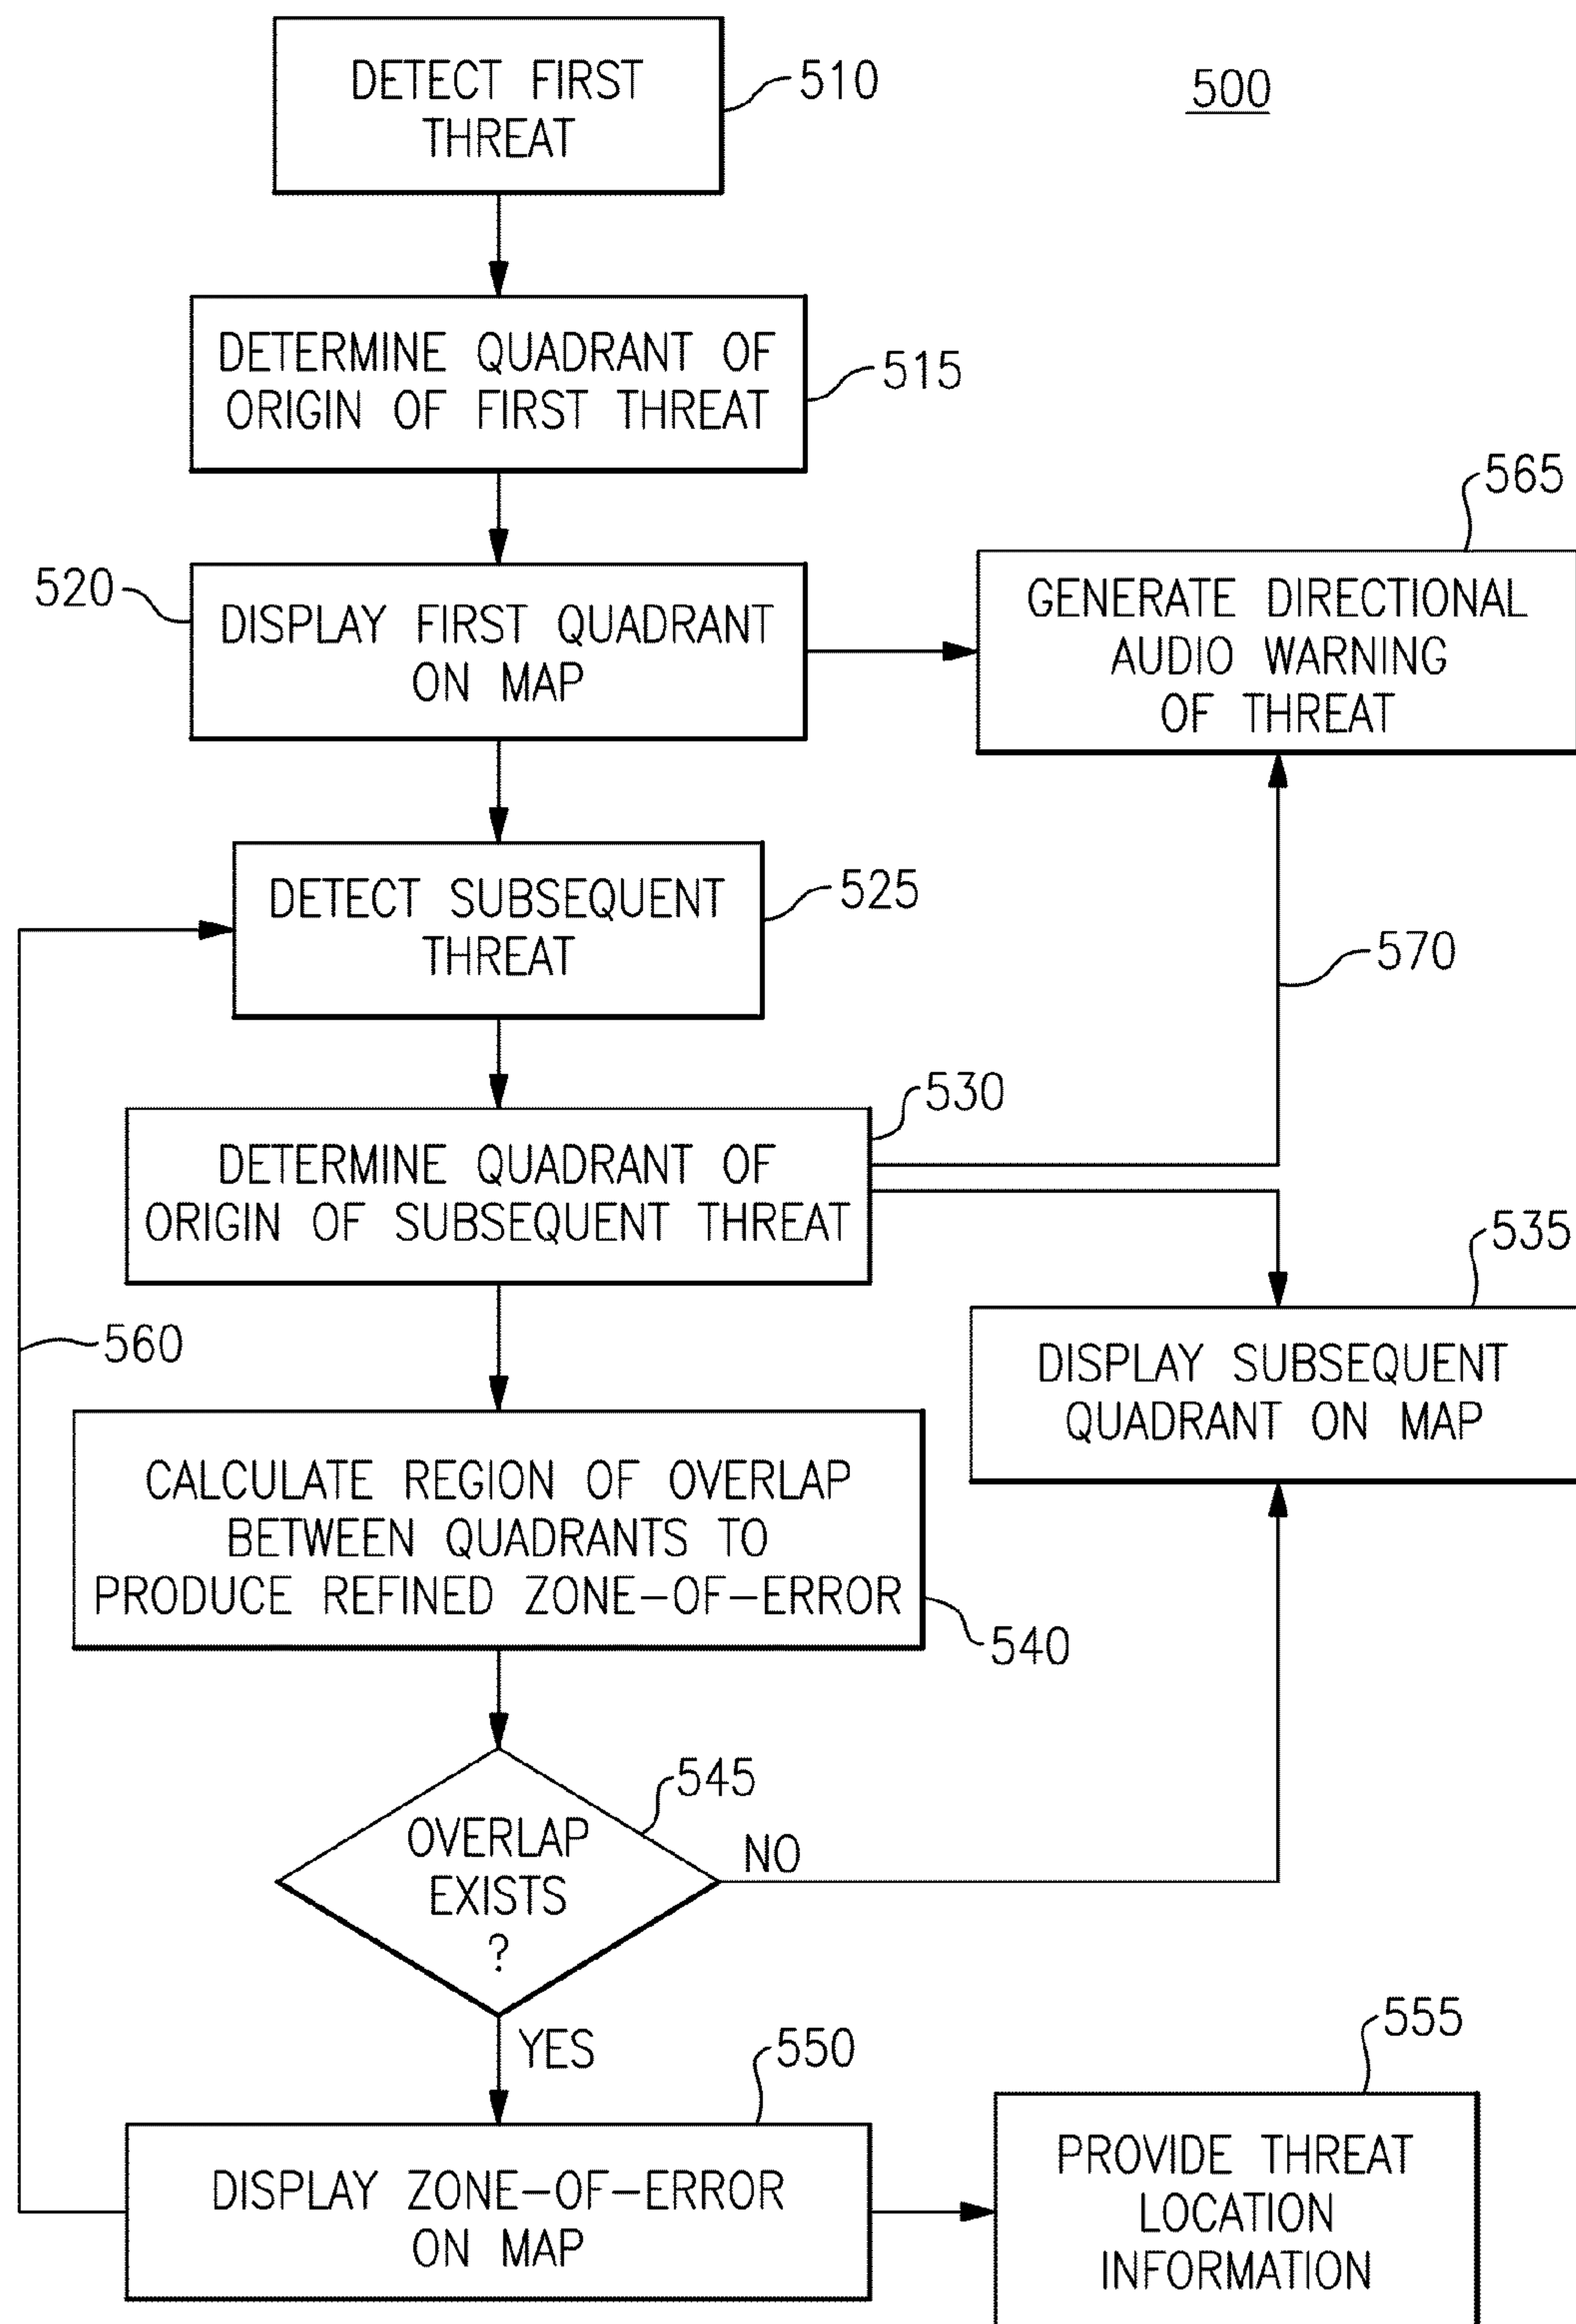 DETECT FIRST
THREAT
510
500
DETERMINE QUADRANT OF
ORIGIN OF FIRST THREAT
515
565
520
DISPLAY FIRST QUADRANT
ON MAP
GENERATE DIRECTIONAL
AUDIO WARNING
OF THREAT
DETECT SUBSEQUENT
THREAT
525
570
530
DETERMINE QUADRANT OF
ORIGIN OF SUBSEQUENT THREAT
535
560
DISPLAY SUBSEQUENT
QUADRANT ON MAP
CALCULATE REGION OF OVERLAP
BETWEEN QUADRANTS TO
PRODUCE REFINED ZONE-OF-ERROR
540
545
OVERLAP
EXISTS
?
NO
YES
550
555
DISPLAY ZONE-OF-ERROR
ON MAP
PROVIDE THREAT
LOCATION
INFORMATION